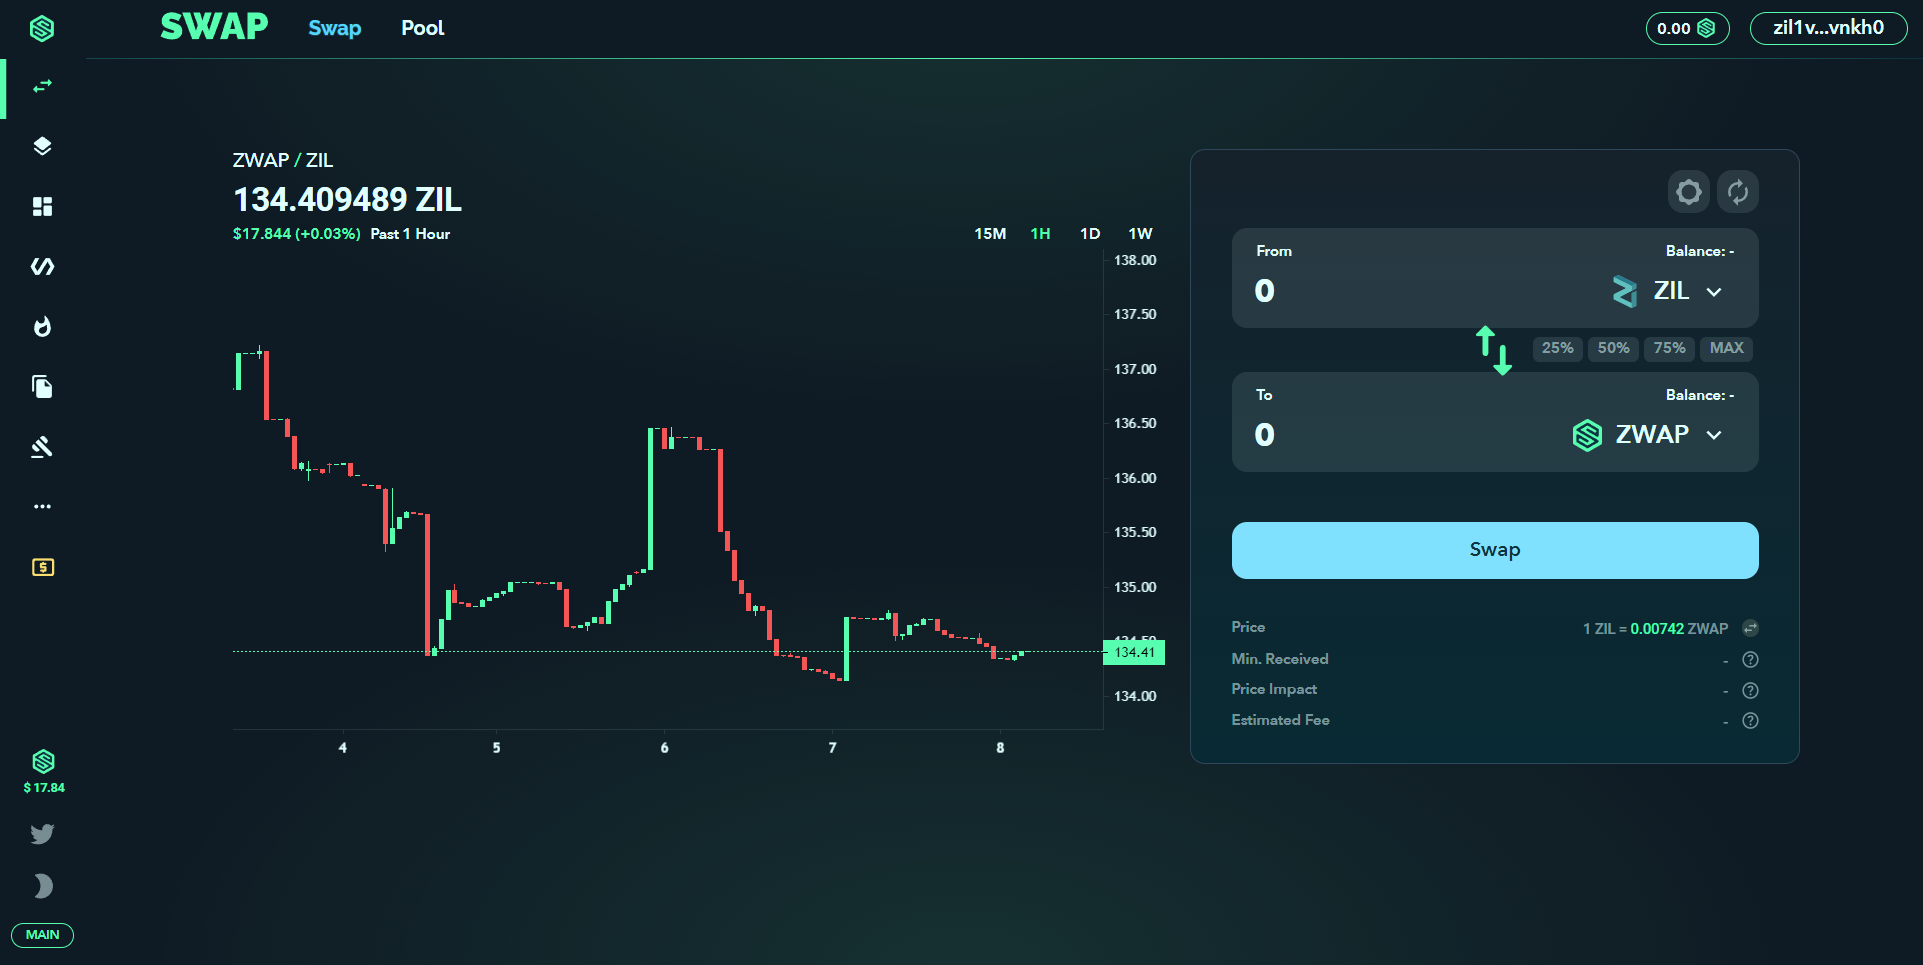 SWAP Swap Pool 0.00 zil1v...vnkh0
ZWAP / ZIL
134.409489 ZIL
$17.844 (+0.03%) Past 1 Hour
15M 1H 1D 1W
138.00
137.50
137.00
136.50
136.00
135.50
135.00
134.50
134.41
134.00
4 5 6 7 8
From Balance: -
0 ZIL
25% 50% 75% MAX
To Balance: -
0 ZWAP
Swap
Price 1 ZIL = 0.00742 ZWAP
Min. Received -
Price Impact -
Estimated Fee -
$17.84
MAIN